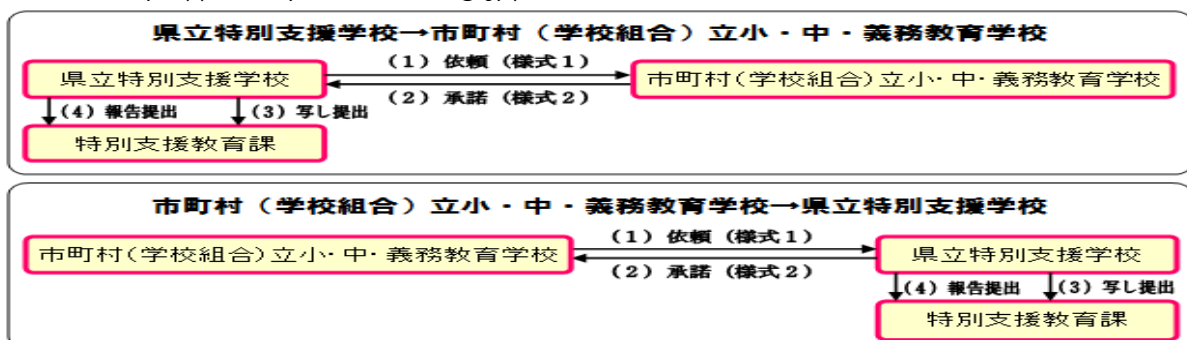 県立特別支援学校→市町村（学校組合）立小・中・義務教育学校
（１）依頼（様式１）
県立特別支援学校
市町村（学校組合）立小・中・義務教育学校
（２）承諾（様式２）
（４）報告提出
（３）写し提出
特別支援教育課
市町村（学校組合）立小・中・義務教育学校→県立特別支援学校
（１）依頼（様式１）
市町村（学校組合）立小・中・義務教育学校
県立特別支援学校
（２）承諾（様式２）
（４）報告提出
（３）写し提出
特別支援教育課